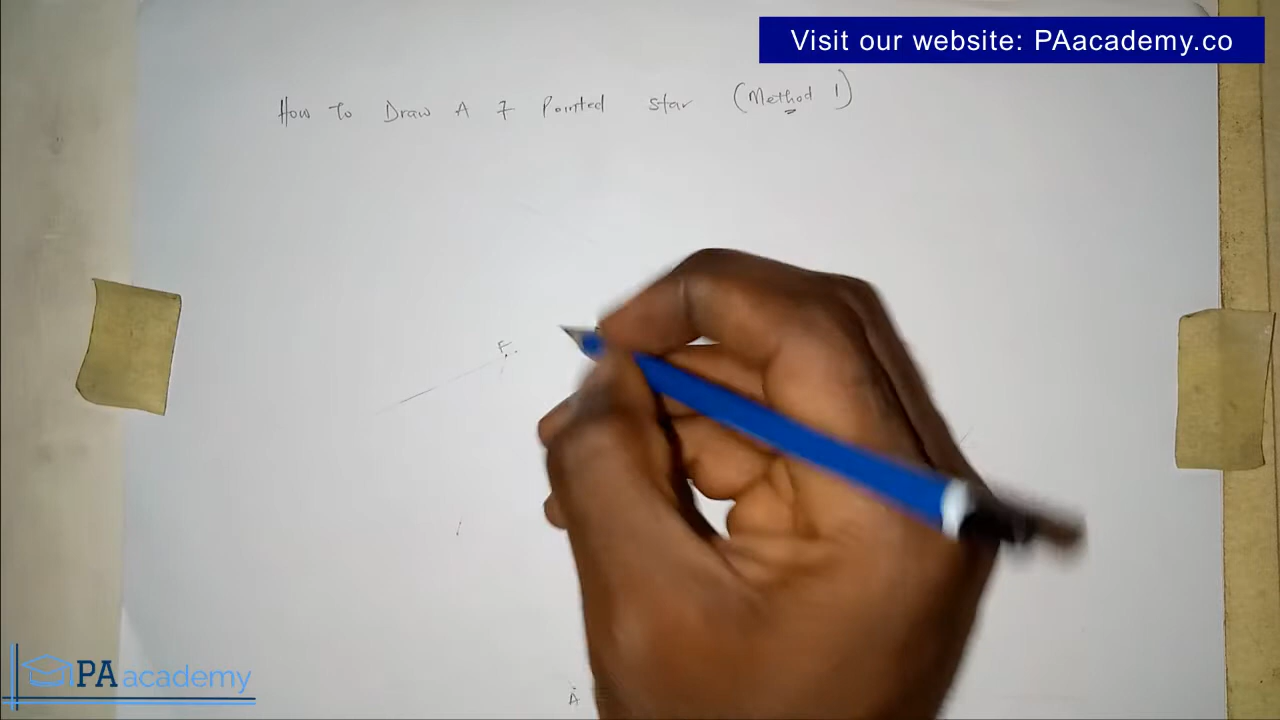 Visit our website: PAacademy.co
How To Draw A 7 Pointed star (Method 1)
F
A
PA academy